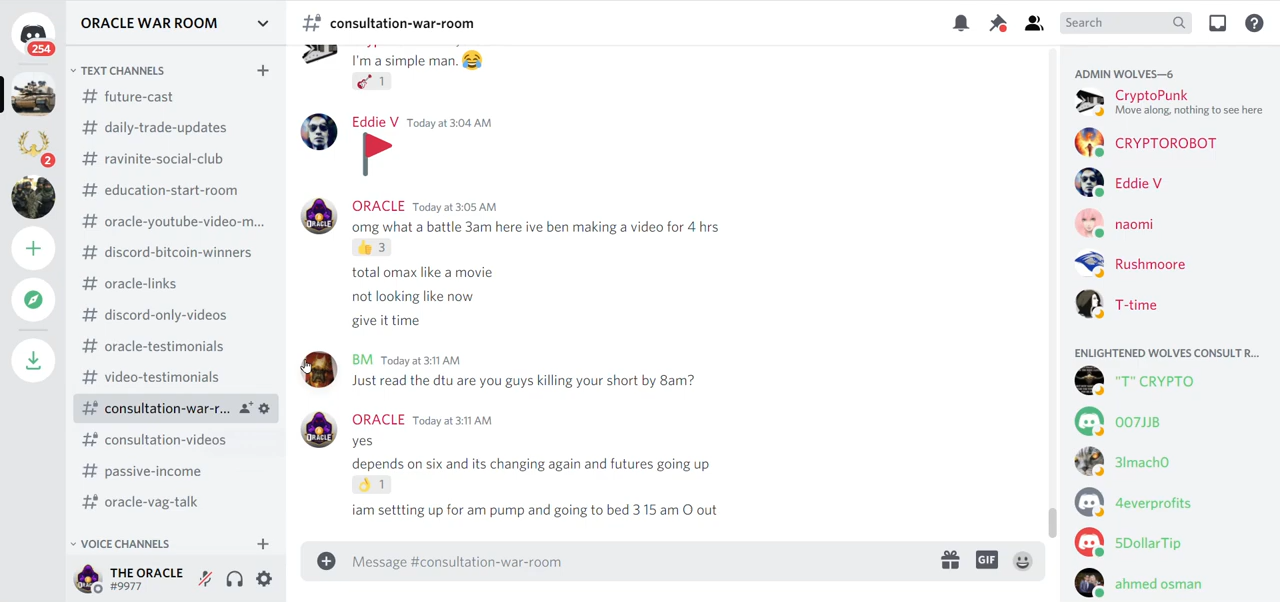 ORACLE WAR ROOM
consultation-war-room
Search
254
2
TEXT CHANNELS
future-cast
daily-trade-updates
ravinite-social-club
education-start-room
oracle-youtube-video-m...
discord-bitcoin-winners
oracle-links
discord-only-videos
oracle-testimonials
video-testimonials
consultation-war-r...
consultation-videos
passive-income
oracle-vag-talk
VOICE CHANNELS
THE ORACLE
#9977
I'm a simple man. 😂
1
Eddie V Today at 3:04 AM
ORACLE Today at 3:05 AM
omg what a battle 3am here ive ben making a video for 4 hrs
3
total omax like a movie
not looking like now
give it time
BM Today at 3:11 AM
Just read the dtu are you guys killing your short by 8am?
ORACLE Today at 3:11 AM
yes
depends on six and its changing again and futures going up
1
iam settting up for am pump and going to bed 3 15 am O out
Message #consultation-war-room
GIF
ADMIN WOLVES—6
CryptoPunk
Move along, nothing to see here
CRYPTOROBOT
Eddie V
naomi
Rushmoore
T-time
ENLIGHTENED WOLVES CONSULT R...
"T" CRYPTO
007JJB
3lmach0
4everprofits
5DollarTip
ahmed osman